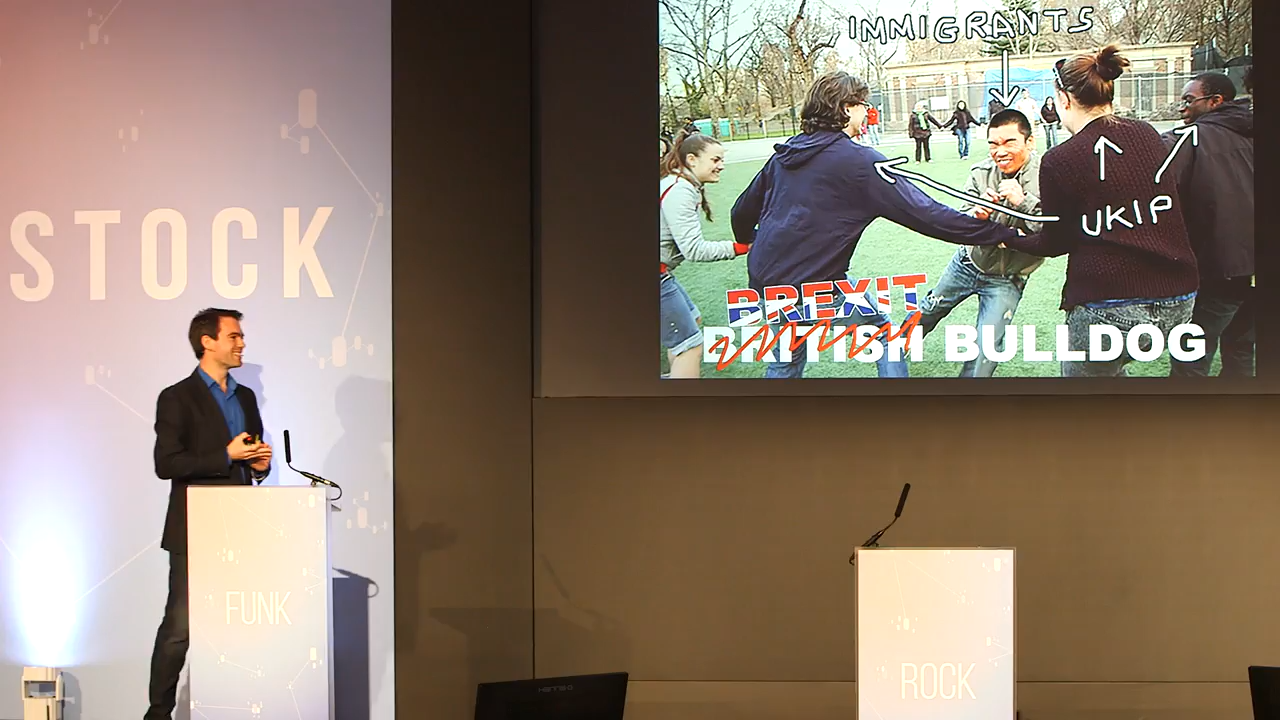 STOCK
IMMIGRANTS
UKIP
BREXIT
BRITISH BULLDOG
FUNK
ROCK